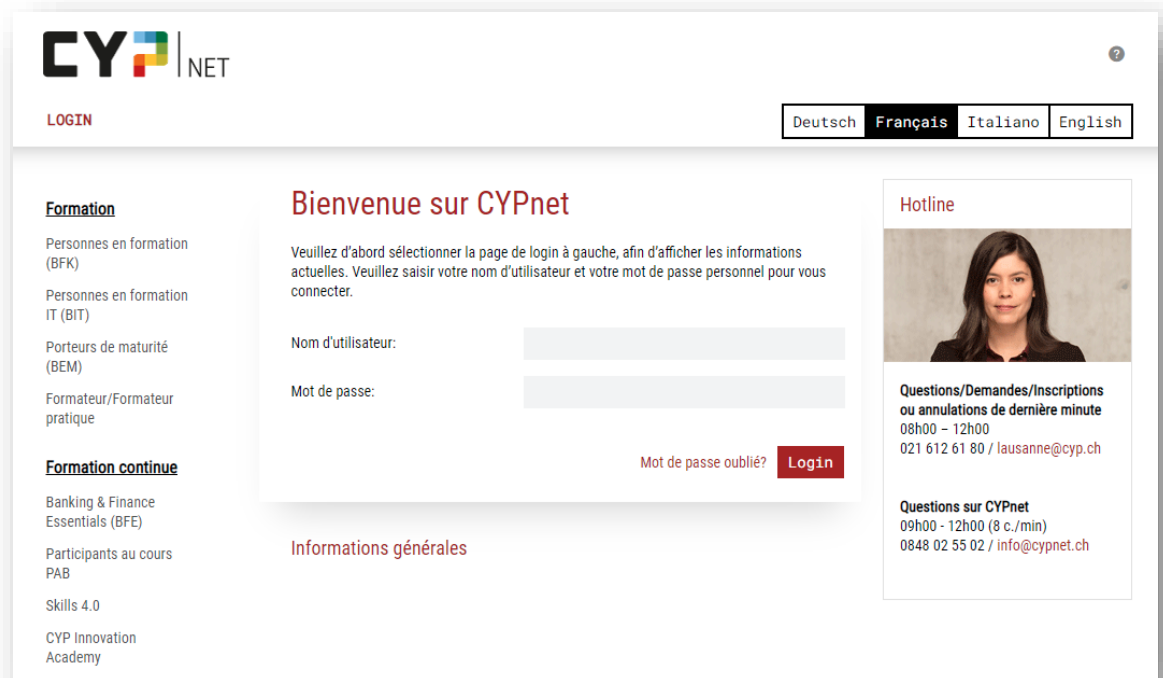 CYP NET
LOGIN
Deutsch Français Italiano English
Formation
Personnes en formation
(BFK)
Personnes en formation
IT (BIT)
Porteurs de maturité
(BEM)
Formateur/Formateur
pratique
Formation continue
Banking & Finance
Essentials (BFE)
Participants au cours
PAB
Skills 4.0
CYP Innovation
Academy
Bienvenue sur CYPnet
Veuillez d'abord sélectionner la page de login à gauche, afin d'afficher les informations
actuelles. Veuillez saisir votre nom d'utilisateur et votre mot de passe personnel pour vous
connecter.
Nom d'utilisateur:
Mot de passe:
Mot de passe oublié? Login
Informations générales
Hotline
Questions/Demandes/Inscriptions
ou annulations de dernière minute
08h00 – 12h00
021 612 61 80 / lausanne@cyp.ch
Questions sur CYPnet
09h00 - 12h00 (8 c./min)
0848 02 55 02 / info@cypnet.ch